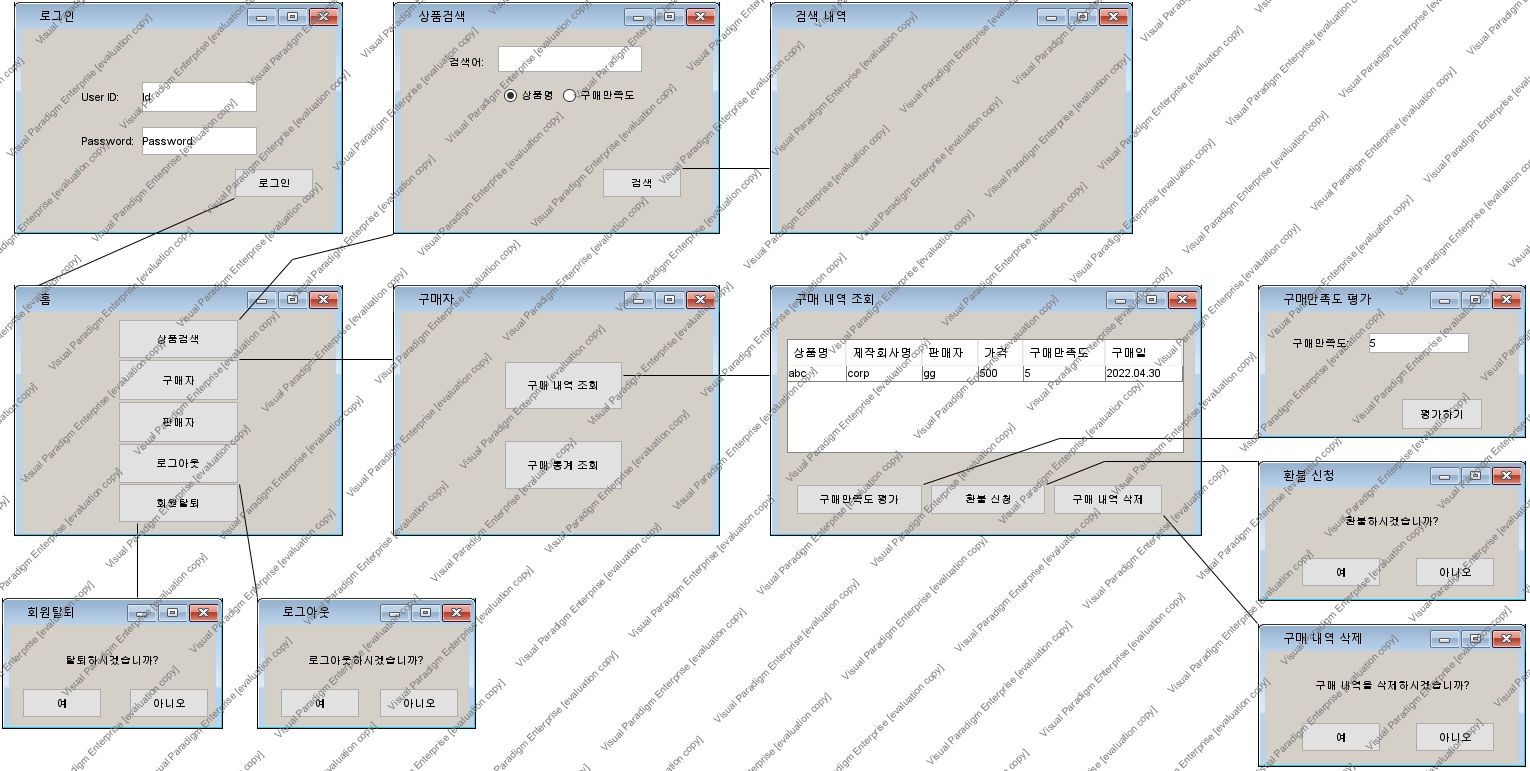 로그인
User ID:
Id
Password:
Password
로그인
상품검색
검색어:
상품명 구매만족도
검색
검색 내역
홈
상품검색
구매자
판매자
로그아웃
회원탈퇴
구매자
구매 내역 조회
구매 통계 조회
구매 내역 조회
상품명 제작회사명 판매자 가격 구매만족도 구매일
abc corp gg 500 5 2022.04.30
구매만족도 평가 환불 신청 구매 내역 삭제
구매만족도 평가
구매만족도: 5
평가하기
환불 신청
환불하시겠습니까?
예 아니오
회원탈퇴
탈퇴하시겠습니까?
예 아니오
로그아웃
로그아웃하시겠습니까?
예 아니오
구매 내역 삭제
구매 내역을 삭제하시겠습니까?
예 아니오
Visual Paradigm Enterprise [evaluation copy]